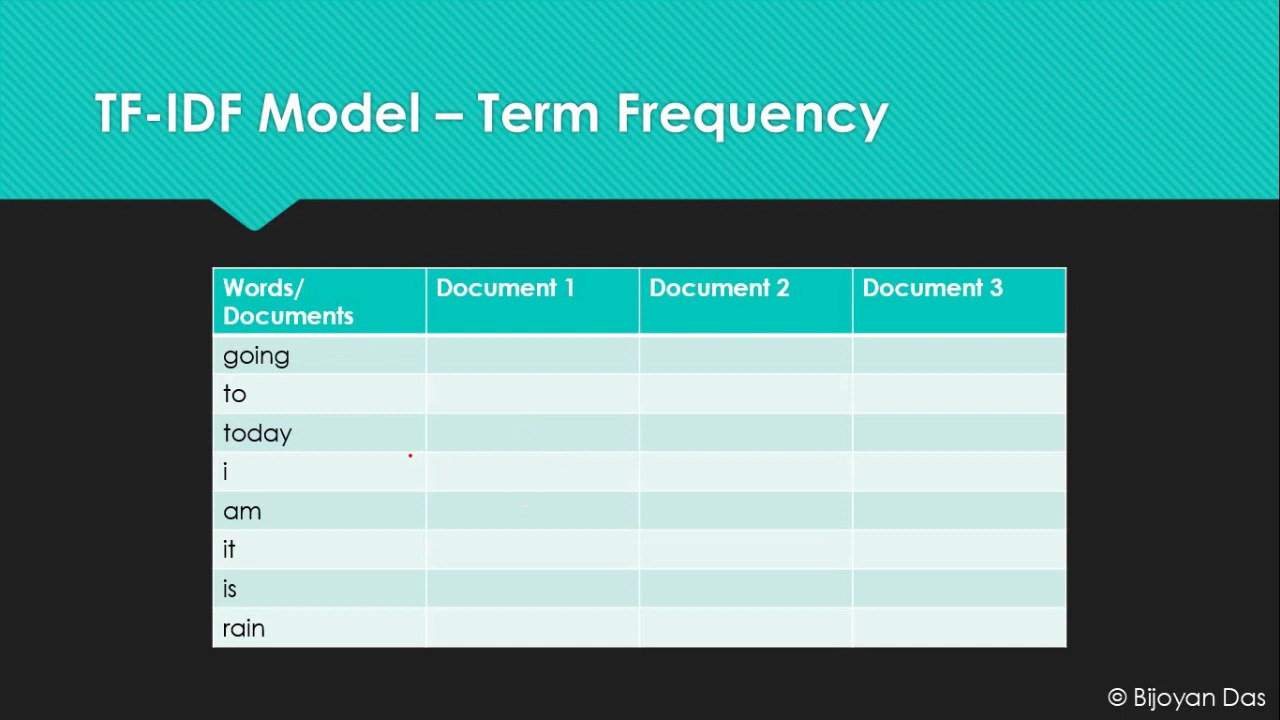 TF-IDF Model – Term Frequency
Words/ Document 1 Document 2 Document 3
Documents
going
to
today
i
am
it
is
rain
© Bijoyan Das